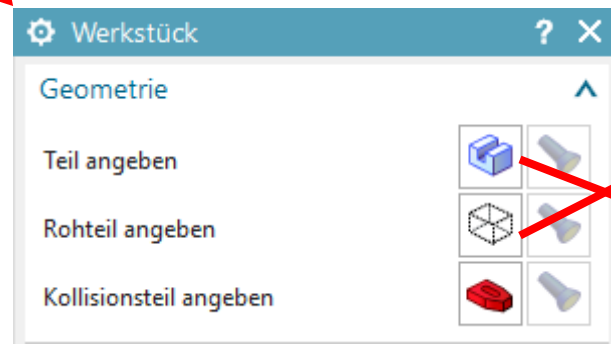 Werkstück ? X
Geometrie
Teil angeben
Rohteil angeben
Kollisionsteil angeben